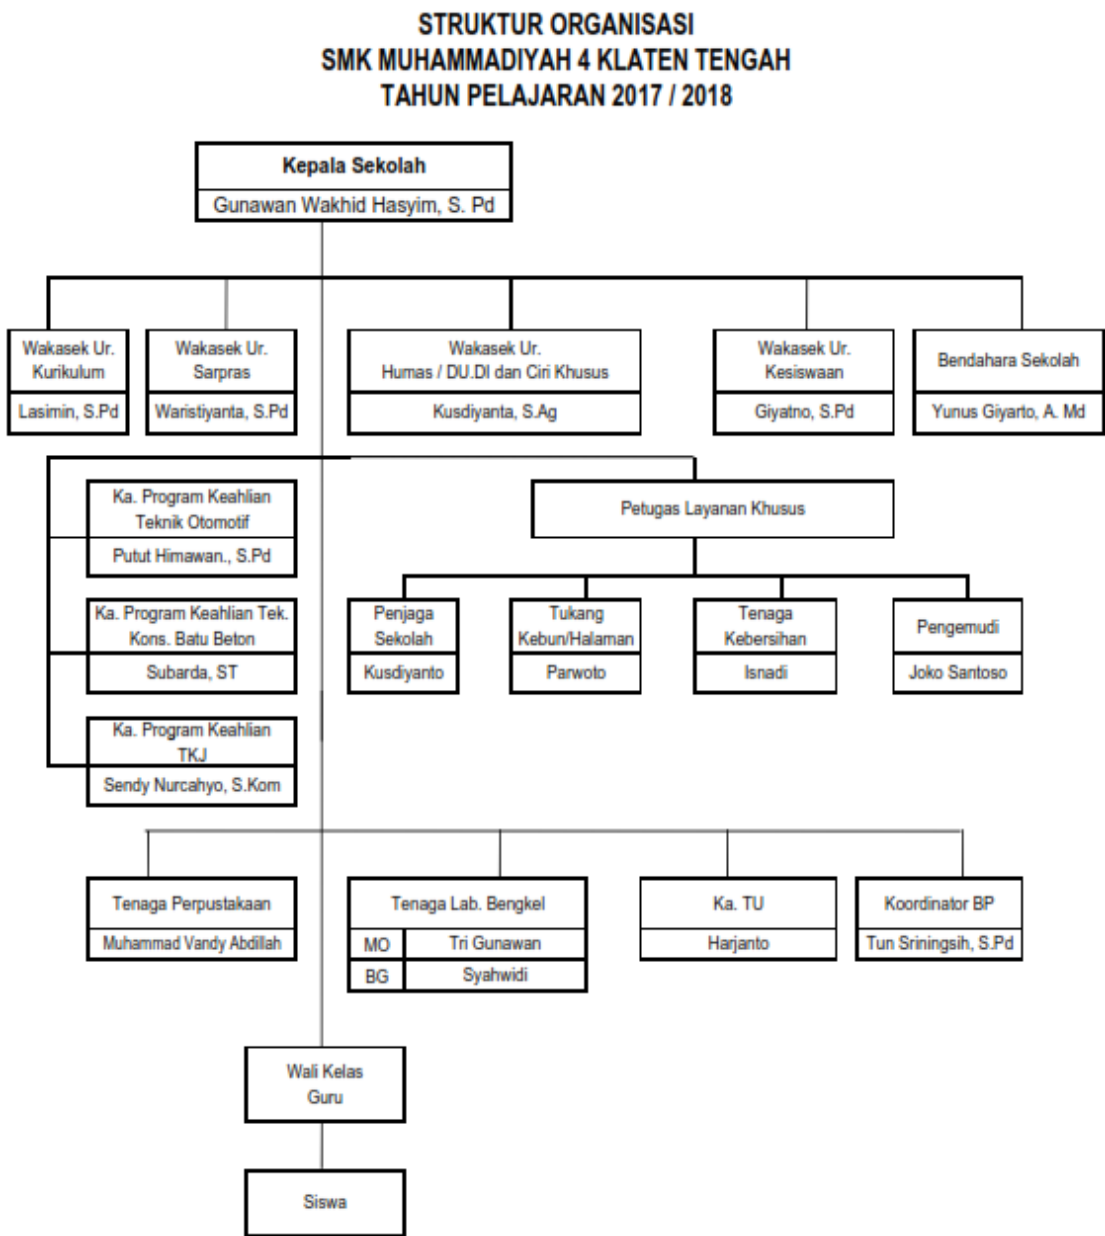 STRUKTUR ORGANISASI
SMK MUHAMMADIYAH 4 KLATEN TENGAH
TAHUN PELAJARAN 2017 / 2018
Kepala Sekolah
Gunawan Wakhid Hasyim, S. Pd
Wakasek Ur.
Kurikulum
Lasimin, S.Pd
Wakasek Ur.
Sarpras
Waristiyanta, S.Pd
Wakasek Ur.
Humas / DU.DI dan Ciri Khusus
Kusdiyanta, S.Ag
Wakasek Ur.
Kesiswaan
Giyatno, S.Pd
Bendahara Sekolah
Yunus Giyarto, A. Md
Ka. Program Keahlian
Teknik Otomotif
Putut Himawan., S.Pd
Ka. Program Keahlian Tek.
Kons. Batu Beton
Subarda, ST
Ka. Program Keahlian
TKJ
Sendy Nurcahyo, S.Kom
Petugas Layanan Khusus
Penjaga
Sekolah
Kusdiyanto
Tukang
Kebun/Halaman
Parwoto
Tenaga
Kebersihan
Isnadi
Pengemudi
Joko Santoso
Tenaga Perpustakaan
Muhammad Vandy Abdillah
Tenaga Lab. Bengkel
MO Tri Gunawan
BG Syahwidi
Ka. TU
Harjanto
Koordinator BP
Tun Sriningsih, S.Pd
Wali Kelas
Guru
Siswa